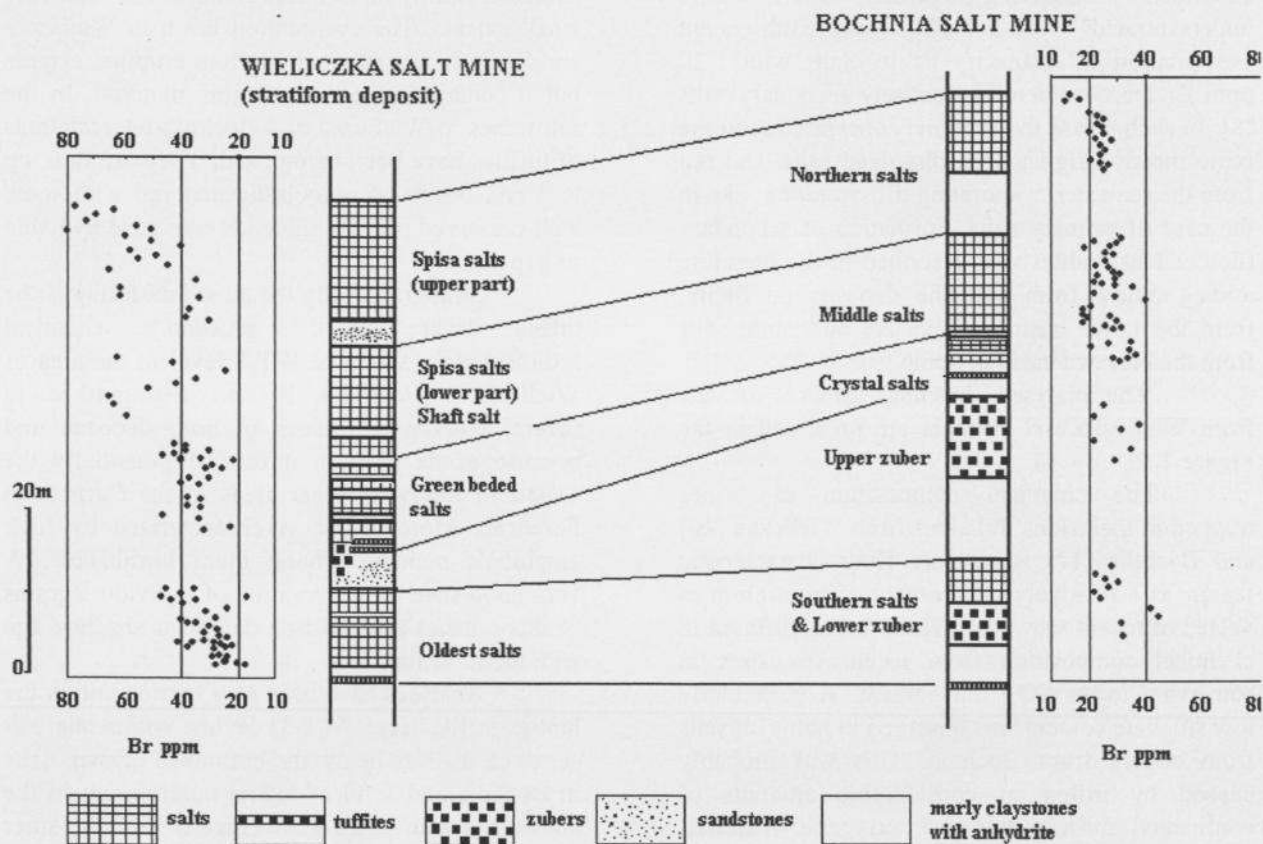 BOCHNIA SALT MINE
WIELICZKA SALT MINE
(stratiform deposit)
80 60 40 20 10
10 20 40 60 8
Northern salts
Spisa salts
(upper part)
Middle salts
Spisa salts
(lower part)
Shaft salt
Crystal salts
Upper zuber
Green beded
salts
20m
Southern salts
& Lower zuber
Oldest salts
0
80 60 40 20 10
Br ppm
10 20 40 60 8
Br ppm
salts
tuffites
zubers
sandstones
marly claystones
with anhydrite